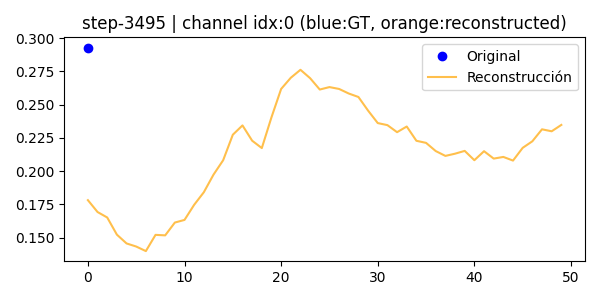 step-3495 | channel idx:0 (blue:GT, orange:reconstructed)
0.300
0.275
0.250
0.225
0.200
0.175
0.150
Original
Reconstrucción
0 10 20 30 40 50